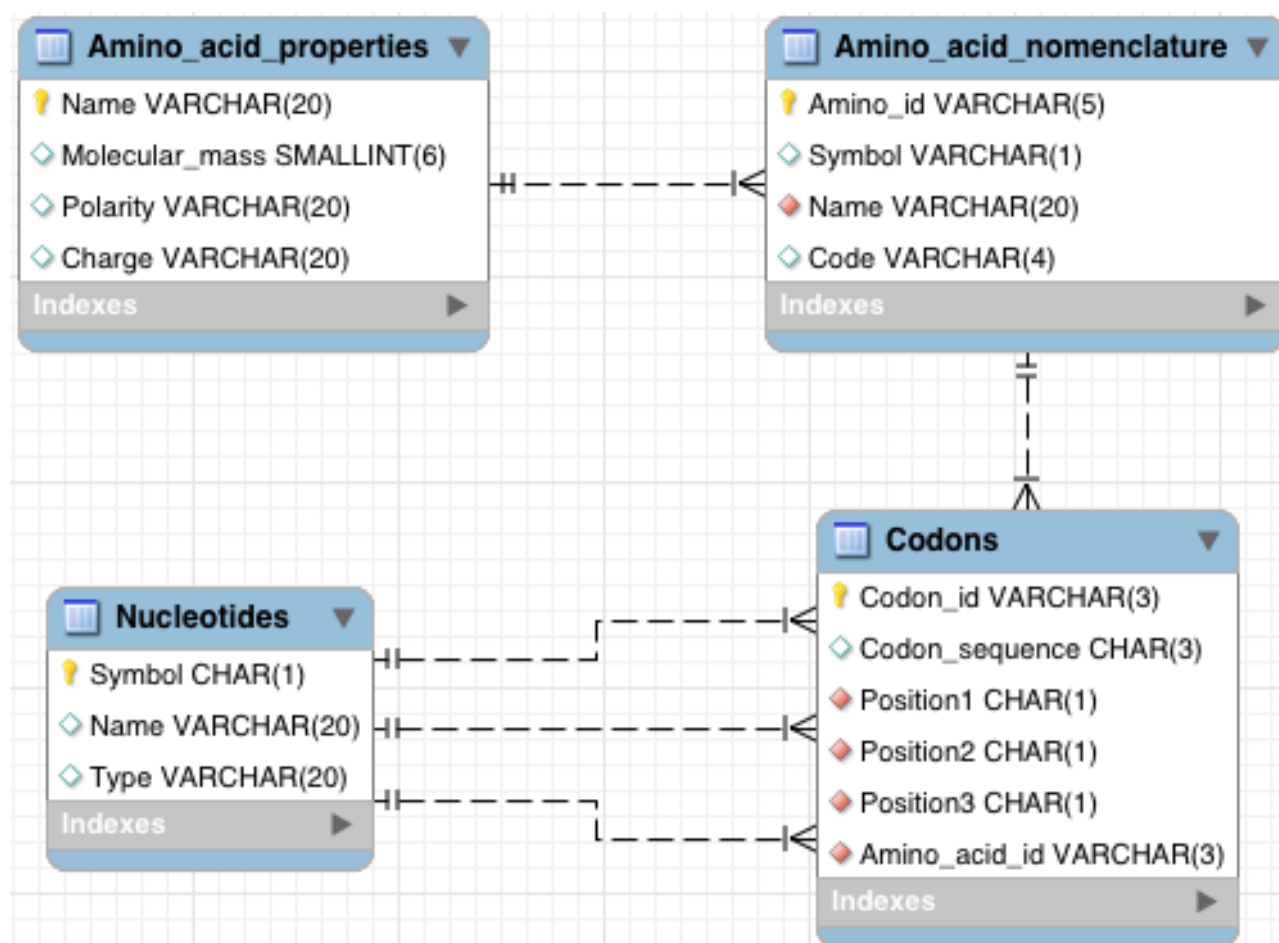 Amino_acid_properties
Name VARCHAR(20)
Molecular_mass SMALLINT(6)
Polarity VARCHAR(20)
Charge VARCHAR(20)
Indexes
Amino_acid_nomenclature
Amino_id VARCHAR(5)
Symbol VARCHAR(1)
Name VARCHAR(20)
Code VARCHAR(4)
Indexes
Nucleotides
Symbol CHAR(1)
Name VARCHAR(20)
Type VARCHAR(20)
Indexes
Codons
Codon_id VARCHAR(3)
Codon_sequence CHAR(3)
Position1 CHAR(1)
Position2 CHAR(1)
Position3 CHAR(1)
Amino_acid_id VARCHAR(3)
Indexes